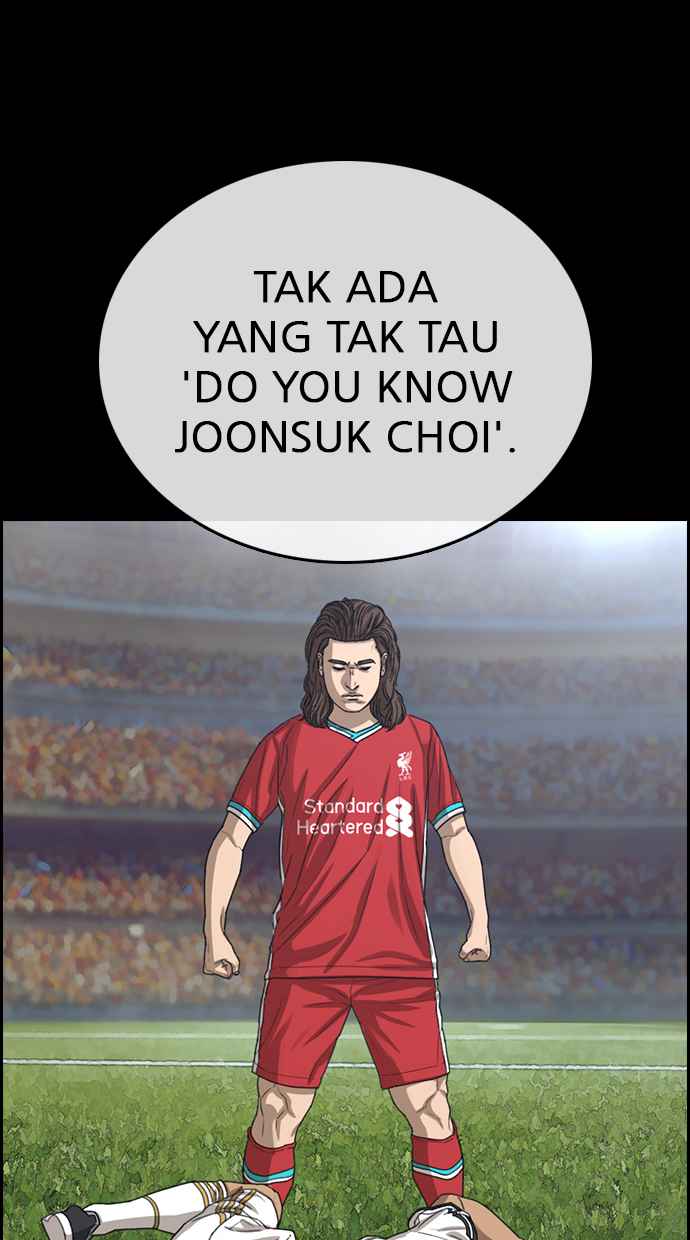 TAK ADA
YANG TAK TAU
'DO YOU KNOW
JOONSUK CHOI'.
Standard
Heartered